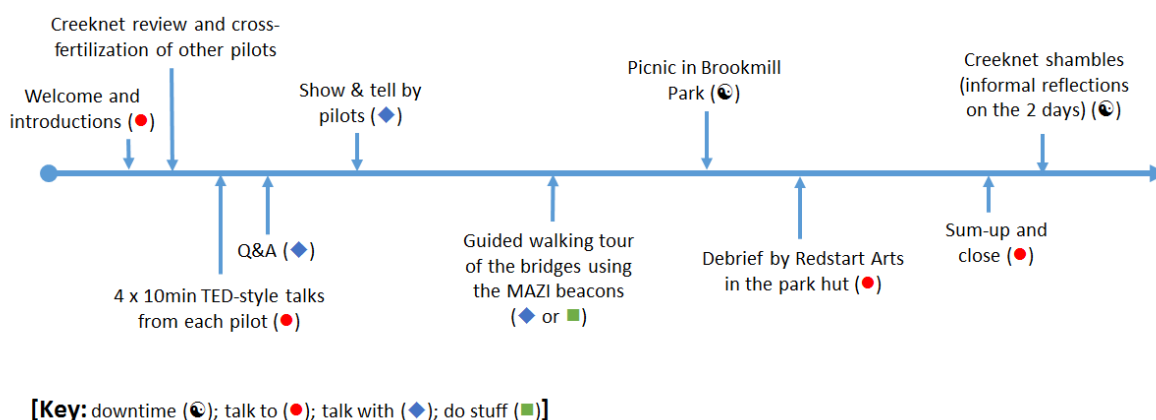 Creeknet review and cross-
fertilization of other pilots
Welcome and
introductions (●)
Show & tell by
pilots (◆)
Picnic in Brookmill
Park (☯)
Creeknet shambles
(informal reflections
on the 2 days) (☯)
4 x 10min TED-style talks
from each pilot (●)
Q&A (◆)
Guided walking tour
of the bridges using
the MAZI beacons
(◆ or ■)
Debrief by Redstart Arts
in the park hut (●)
Sum-up and
close (●)
[Key: downtime (☯); talk to (●); talk with (◆); do stuff (■)]